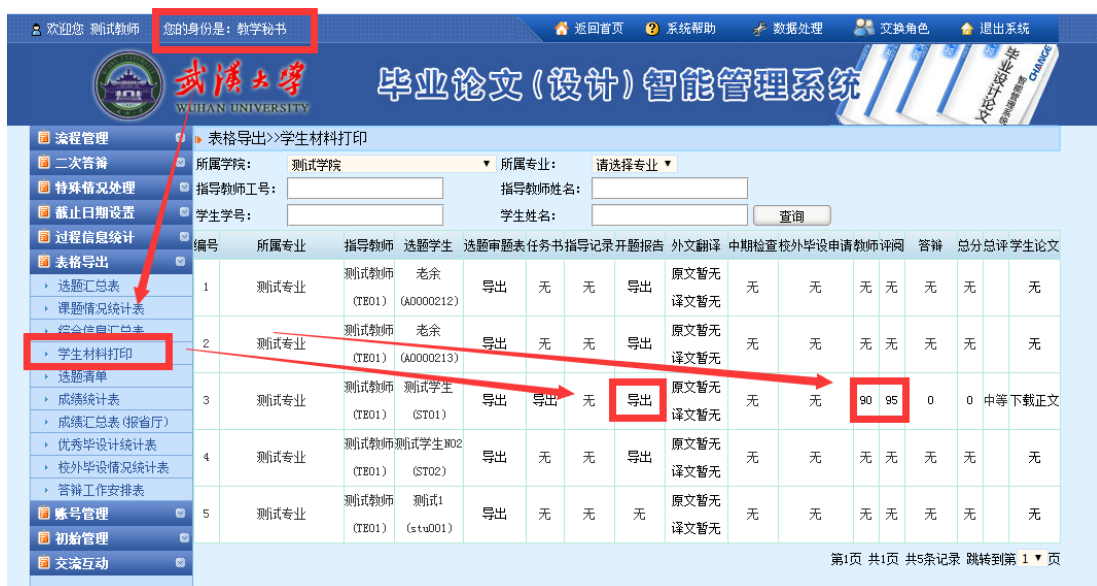 欢迎您 测试教师 您的身份是: 教学秘书 返回首页 系统帮助 数据处理 交换角色 退出系统
武汉大学
WUHAN UNIVERSITY
毕业论文(设计)智能管理系统
CHANGE
流程管理
二次答辩
特殊情况处理
截止日期设置
过程信息统计
表格导出
选题汇总表
课题情况统计表
综合信息汇总表
学生材料打印
选题清单
成绩统计表
成绩汇总表(报省厅)
优秀毕设计统计表
校外毕设情况统计表
答辩工作安排表
账号管理
初始管理
交流互动
表格导出>>学生材料打印
所属学院: 测试学院 所属专业: 请选择专业
指导教师工号: 指导教师姓名:
学生学号: 学生姓名: 查询
编号 所属专业 指导教师 选题学生 选题审题表 任务书 指导记录 开题报告 外文翻译 中期检查 校外毕设申请 教师 评阅 答辩 总分 总评 学生论文
1 测试专业 测试教师 (TE01) 老余 (A0000212) 导出 无 无 导出 原文暂无 译文暂无 无 无 无 无 无 无 无
2 测试专业 测试教师 (TE01) 老余 (A0000213) 导出 无 无 导出 原文暂无 译文暂无 无 无 无 无 无 无 无
3 测试专业 测试教师 (TE01) 测试学生 (ST01) 导出 导出 无 导出 原文暂无 译文暂无 无 无 90 95 0 0 中等 下载正文
4 测试专业 测试教师 (TE01) 测试学生NO2 (ST02) 导出 无 无 导出 原文暂无 译文暂无 无 无 无 无 无 无 无
5 测试专业 测试教师 (TE01) 测试1 (stu001) 导出 无 无 无 原文暂无 译文暂无 无 无 无 无 无 无 无
第1页 共1页 共5条记录 跳转到第 1 页